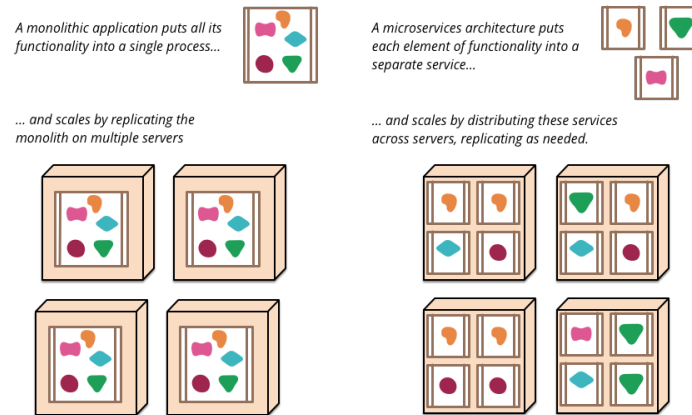 A monolithic application puts all its
functionality into a single process...
... and scales by replicating the
monolith on multiple servers
A microservices architecture puts
each element of functionality into a
separate service...
... and scales by distributing these services
across servers, replicating as needed.